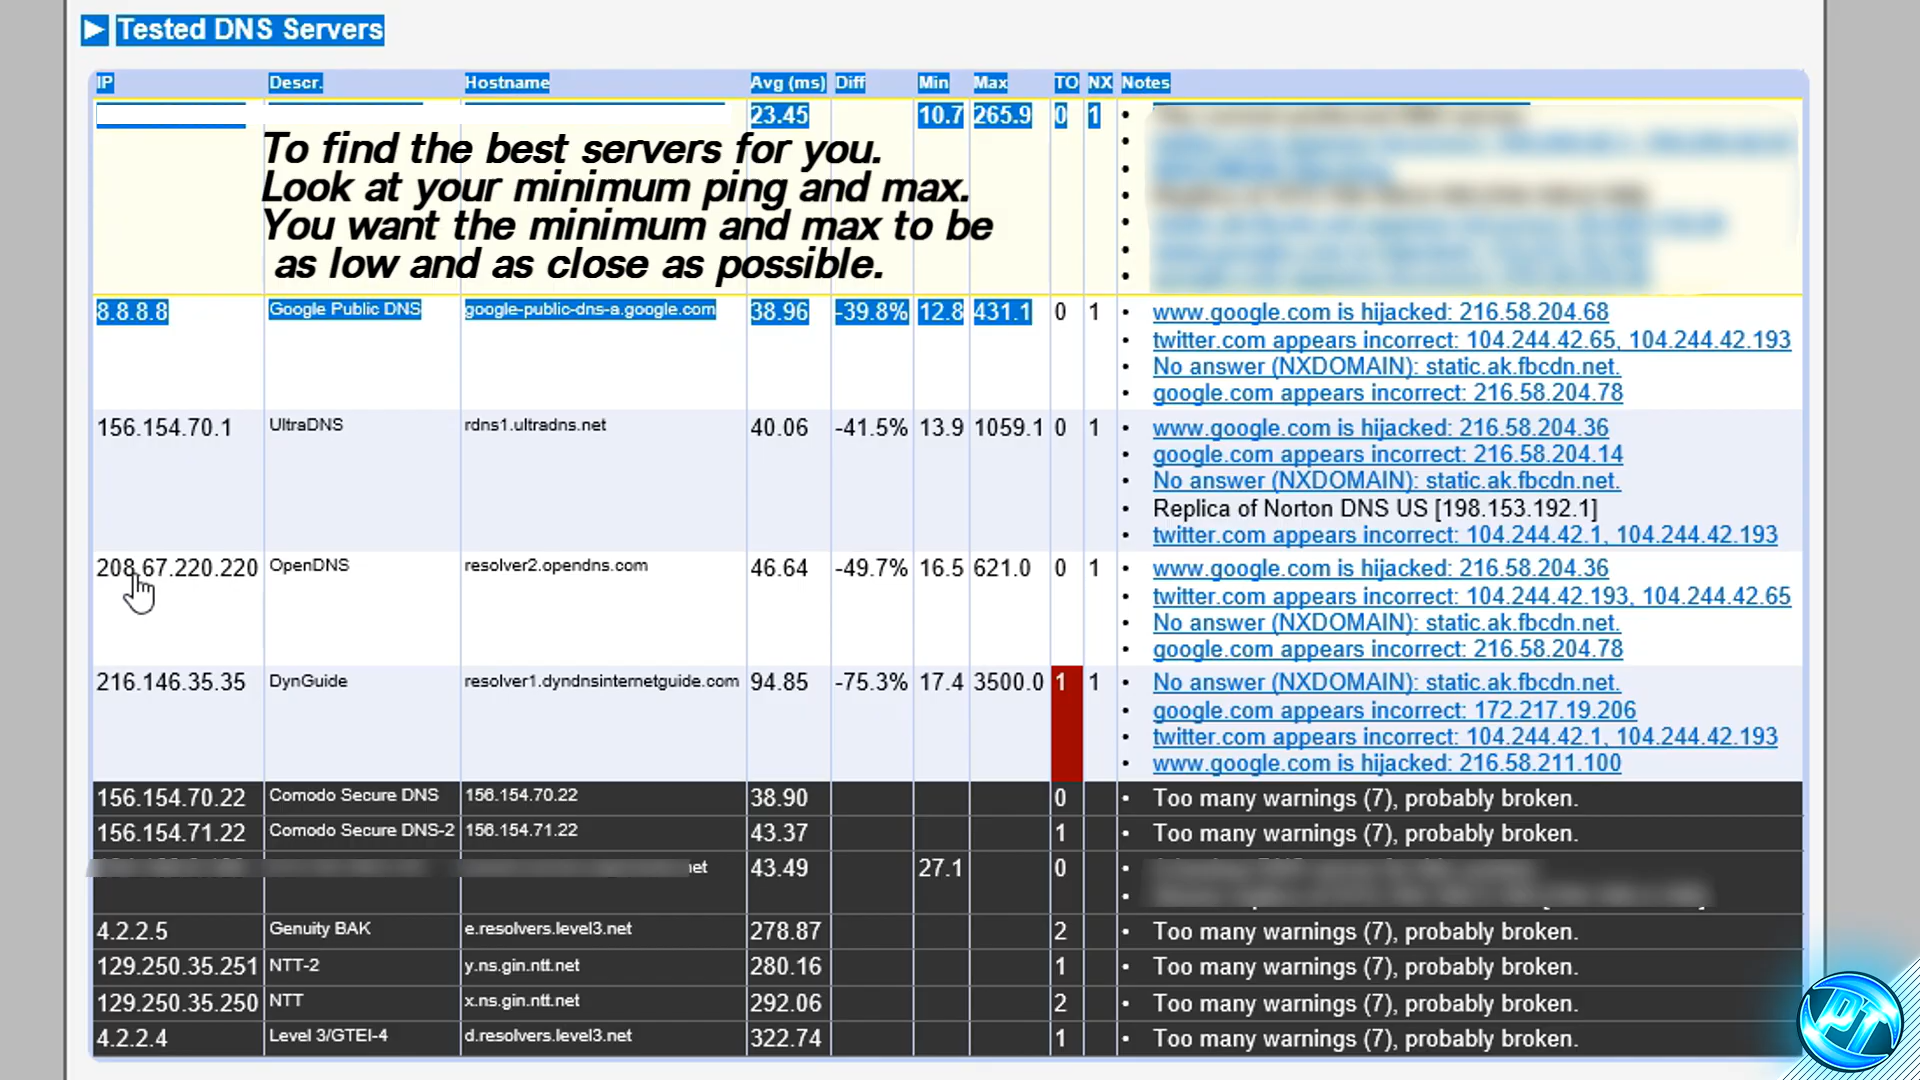 ► Tested DNS Servers
IP Descr. Hostname Avg (ms) Diff Min Max TO NX Notes
23.45 10.7 265.9 0 1
To find the best servers for you.
Look at your minimum ping and max.
You want the minimum and max to be
as low and as close as possible.
8.8.8.8 Google Public DNS google-public-dns-a.google.com 38.96 -39.8% 12.8 431.1 0 1 • www.google.com is hijacked: 216.58.204.68
• twitter.com appears incorrect: 104.244.42.65, 104.244.42.193
• No answer (NXDOMAIN): static.ak.fbcdn.net.
• google.com appears incorrect: 216.58.204.78
156.154.70.1 UltraDNS rdns1.ultradns.net 40.06 -41.5% 13.9 1059.1 0 1 • www.google.com is hijacked: 216.58.204.36
• google.com appears incorrect: 216.58.204.14
• No answer (NXDOMAIN): static.ak.fbcdn.net.
• Replica of Norton DNS US [198.153.192.1]
• twitter.com appears incorrect: 104.244.42.1, 104.244.42.193
208.67.220.220 OpenDNS resolver2.opendns.com 46.64 -49.7% 16.5 621.0 0 1 • www.google.com is hijacked: 216.58.204.36
• twitter.com appears incorrect: 104.244.42.193, 104.244.42.65
• No answer (NXDOMAIN): static.ak.fbcdn.net.
• google.com appears incorrect: 216.58.204.78
216.146.35.35 DynGuide resolver1.dyndnsinternetguide.com 94.85 -75.3% 17.4 3500.0 1 1 • No answer (NXDOMAIN): static.ak.fbcdn.net.
• google.com appears incorrect: 172.217.19.206
• twitter.com appears incorrect: 104.244.42.1, 104.244.42.193
• www.google.com is hijacked: 216.58.211.100
156.154.70.22 Comodo Secure DNS 156.154.70.22 38.90 0 • Too many warnings (7), probably broken.
156.154.71.22 Comodo Secure DNS-2 156.154.71.22 43.37 1 • Too many warnings (7), probably broken.
net 43.49 27.1 0
4.2.2.5 Genuity BAK e.resolvers.level3.net 278.87 2 • Too many warnings (7), probably broken.
129.250.35.251 NTT-2 y.ns.gin.ntt.net 280.16 1 • Too many warnings (7), probably broken.
129.250.35.250 NTT x.ns.gin.ntt.net 292.06 2 • Too many warnings (7), probably broken.
4.2.2.4 Level 3/GTEI-4 d.resolvers.level3.net 322.74 1 • Too many warnings (7), probably broken.
PT